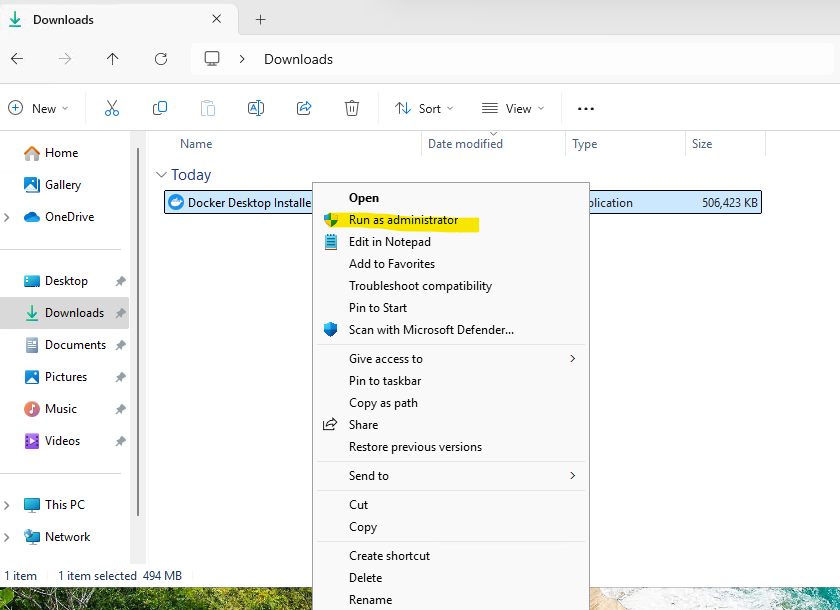 Downloads
Downloads
New
Sort
View
Name
Date modified
Type
Size
Home
Gallery
OneDrive
Desktop
Downloads
Documents
Pictures
Music
Videos
This PC
Network
Today
Docker Desktop Installe
506,423 KB
Open
Run as administrator
Edit in Notepad
Add to Favorites
Troubleshoot compatibility
Pin to Start
Scan with Microsoft Defender...
Give access to
Pin to taskbar
Copy as path
Share
Restore previous versions
Send to
Cut
Copy
Create shortcut
Delete
Rename
1 item
1 item selected 494 MB